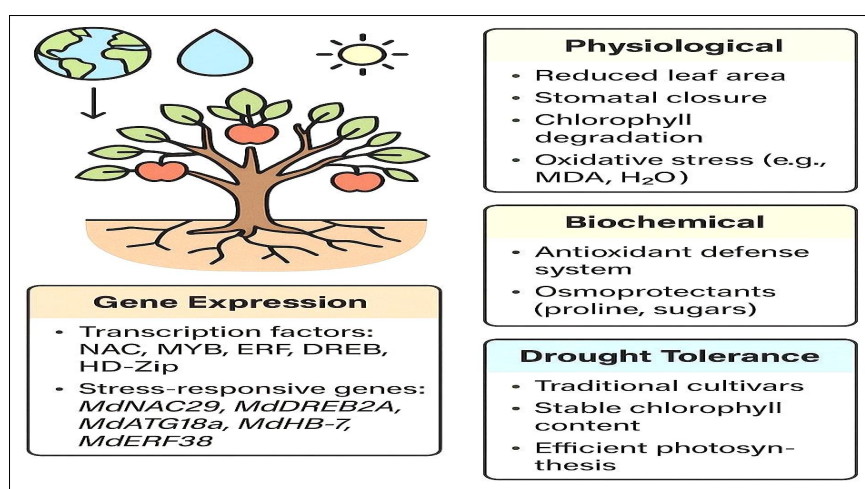 Physiological
• Reduced leaf area
• Stomatal closure
• Chlorophyll
degradation
• Oxidative stress (e.g.,
MDA, H₂O)
Biochemical
• Antioxidant defense
system
• Osmoprotectants
(proline, sugars)
Gene Expression
• Transcription factors:
NAC, MYB, ERF, DREB,
HD-Zip
• Stress-responsive genes:
MdNAC29, MdDREB2A,
MdATG18a, MdHB-7,
MdERF38
Drought Tolerance
• Traditional cultivars
• Stable chlorophyll
content
• Efficient photosyn-
thesis